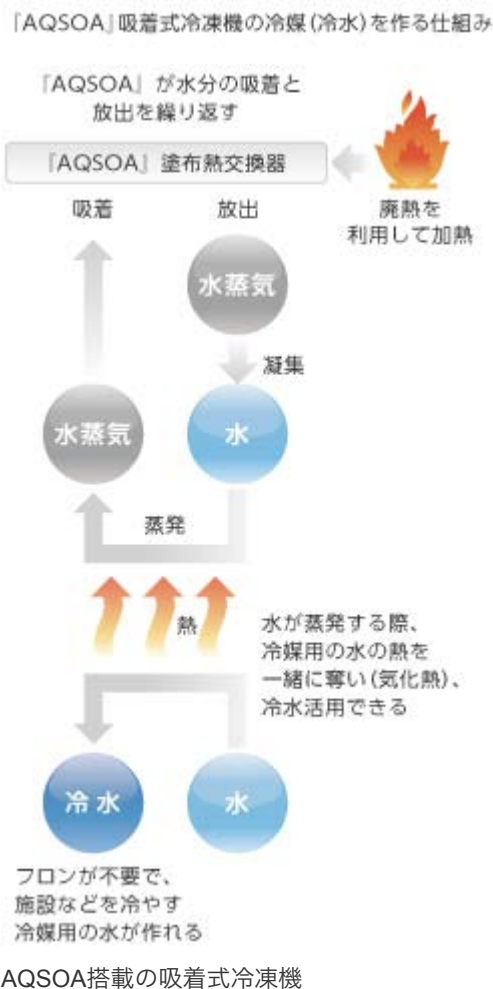 『AQSOA』吸着式冷凍機の冷媒(冷水)を作る仕組み
『AQSOA』が水分の吸着と
放出を繰り返す
『AQSOA』塗布熱交換器
吸着
放出
廃熱を
利用して加熱
水蒸気
凝集
水蒸気
水
蒸発
熱
水が蒸発する際、
冷媒用の水の熱を
一緒に奪い(気化熱)、
冷水活用できる
冷水
水
フロンが不要で、
施設などを冷やす
冷媒用の水が作れる
AQSOA搭載の吸着式冷凍機